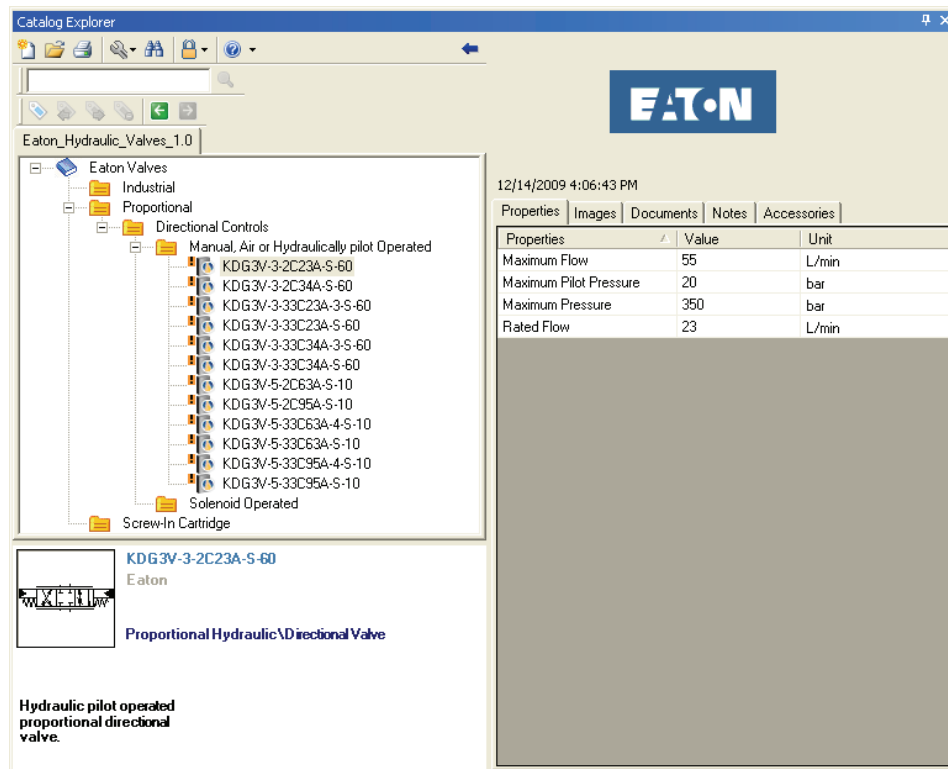 Catalog Explorer
Eaton_Hydraulic_Valves_1.0
Eaton Valves
Industrial
Proportional
Directional Controls
Manual, Air or Hydraulically pilot Operated
KDG3V-3-2C23A-S-60
KDG3V-3-2C34A-S-60
KDG3V-3-33C23A-3-S-60
KDG3V-3-33C23A-S-60
KDG3V-3-33C34A-3-S-60
KDG3V-3-33C34A-S-60
KDG3V-5-2C63A-S-10
KDG3V-5-2C95A-S-10
KDG3V-5-33C63A-4-S-10
KDG3V-5-33C63A-S-10
KDG3V-5-33C95A-4-S-10
KDG3V-5-33C95A-S-10
Solenoid Operated
Screw-In Cartridge
KDG3V-3-2C23A-S-60
Eaton
Proportional Hydraulic\Directional Valve
Hydraulic pilot operated
proportional directional
valve.
EATON
12/14/2009 4:06:43 PM
Properties Images Documents Notes Accessories
Properties Value Unit
Maximum Flow 55 L/min
Maximum Pilot Pressure 20 bar
Maximum Pressure 350 bar
Rated Flow 23 L/min